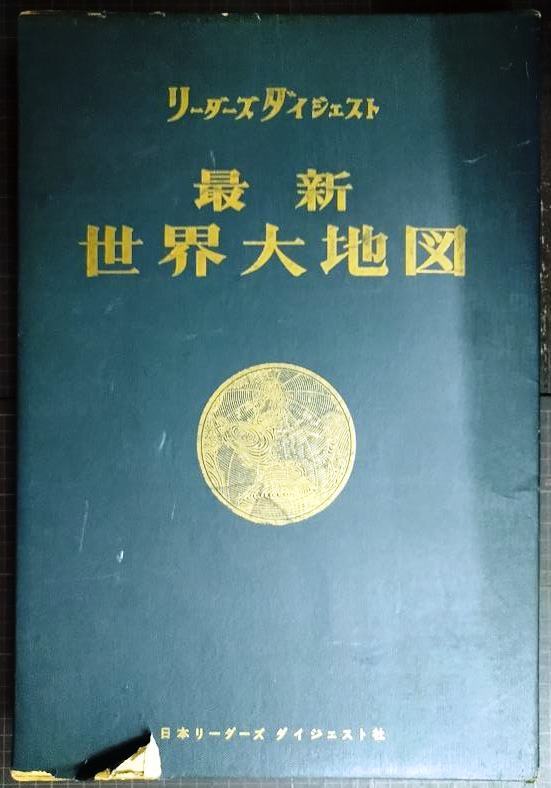 リーダーズ ダイジェスト
最新
世界大地図
日本リーダーズ ダイジェスト社